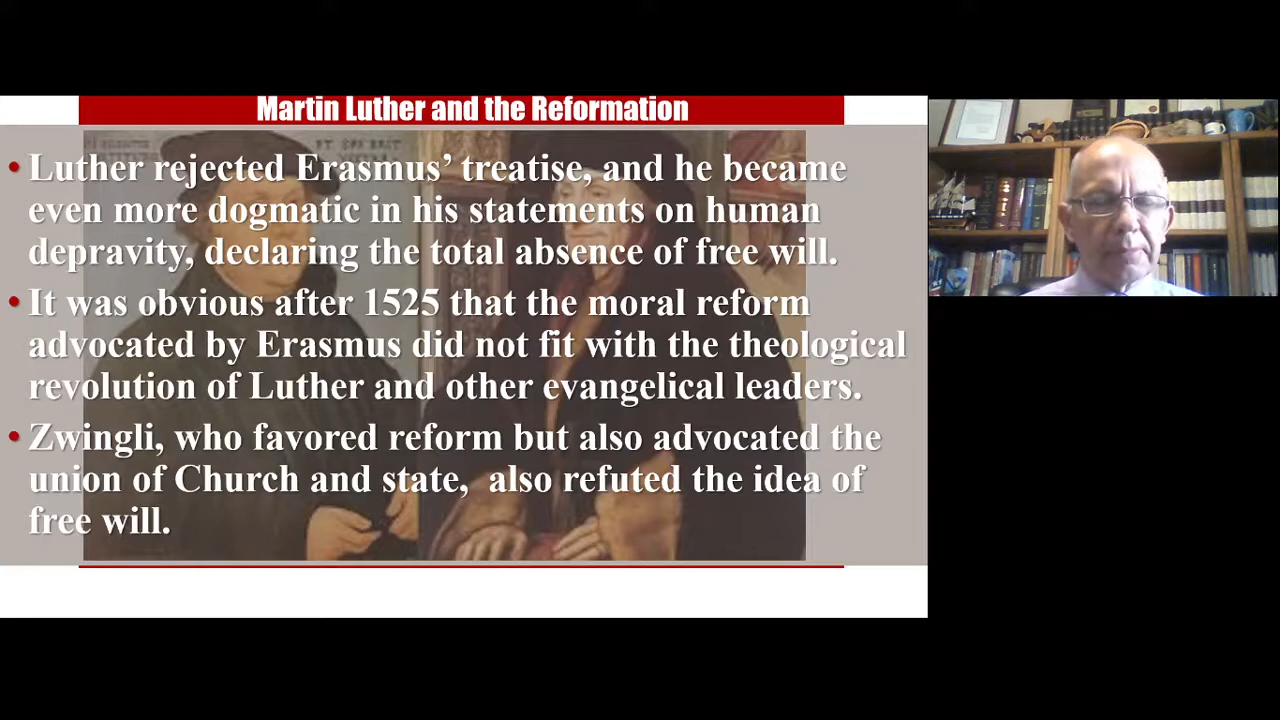 Martin Luther and the Reformation
• Luther rejected Erasmus’ treatise, and he became
even more dogmatic in his statements on human
depravity, declaring the total absence of free will.
• It was obvious after 1525 that the moral reform
advocated by Erasmus did not fit with the theological
revolution of Luther and other evangelical leaders.
• Zwingli, who favored reform but also advocated the
union of Church and state,  also refuted the idea of
free will.